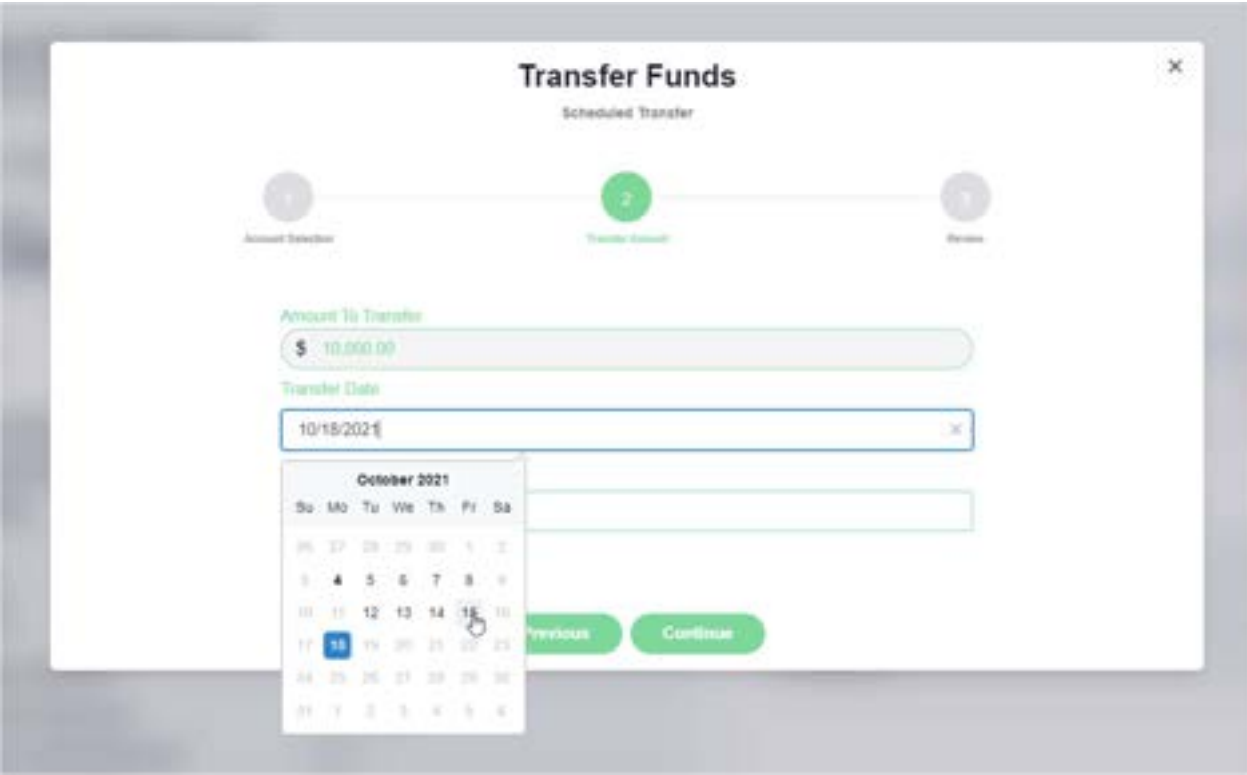 Transfer Funds
×
Scheduled Transfer
1
2
3
Account Selection
Transfer Amount
Review
Amount To Transfer
$ 10,000.00
Transfer Date
10/18/2021
×
October 2021
Su Mo Tu We Th Fr Sa
26 27 28 29 30 1 2
3 4 5 6 7 8 9
10 11 12 13 14 15 16
17 18 19 20 21 22 23
24 25 26 27 28 29 30
31 1 2 3 4 5 6
Previous
Continue